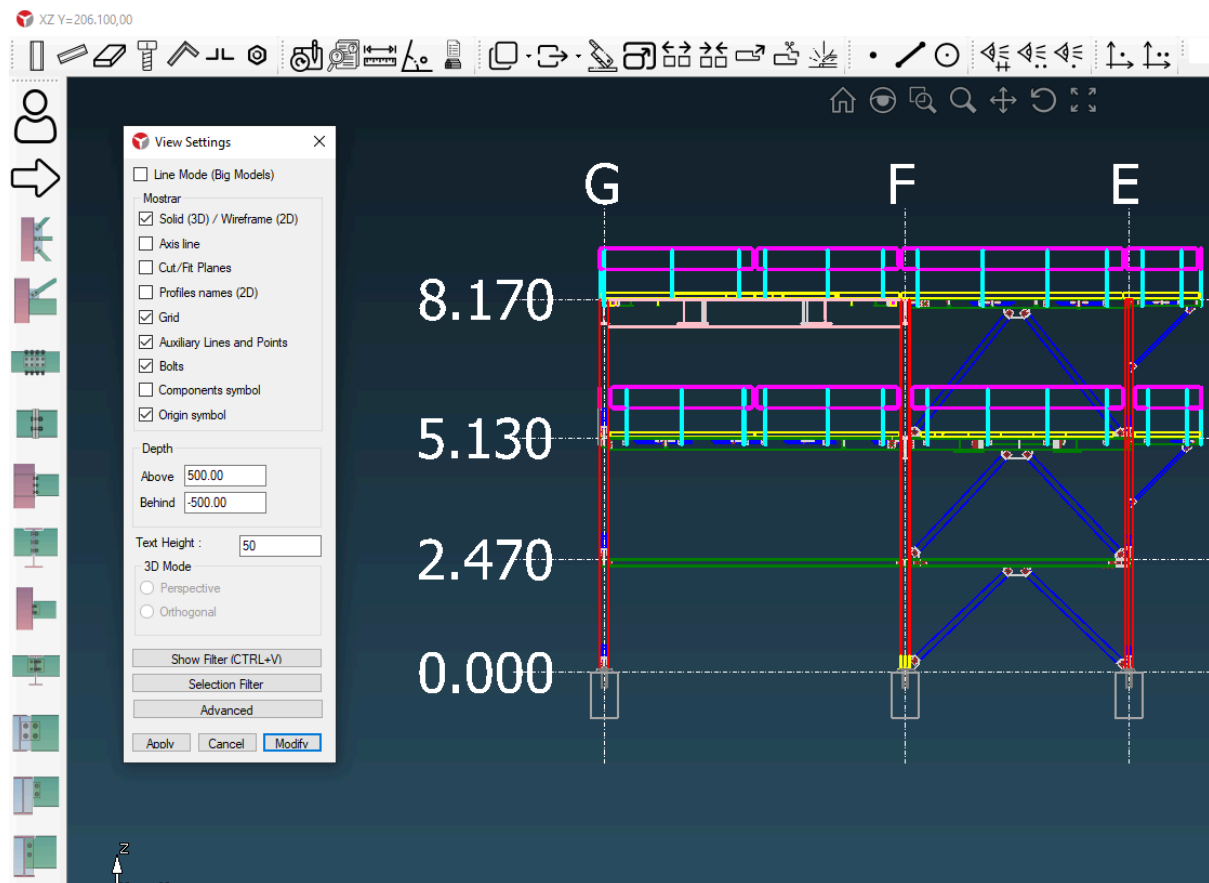 XZ Y=206.100,00
View Settings
Line Mode (Big Models)
Mostrar
Solid (3D) / Wireframe (2D)
Axis line
Cut/Fit Planes
Profiles names (2D)
Grid
Auxiliary Lines and Points
Bolts
Components symbol
Origin symbol
Depth
Above 500.00
Behind -500.00
Text Height : 50
3D Mode
Perspective
Orthogonal
Show Filter (CTRL+V)
Selection Filter
Advanced
Apply Cancel Modify
G F E
8.170
5.130
2.470
0.000
Z